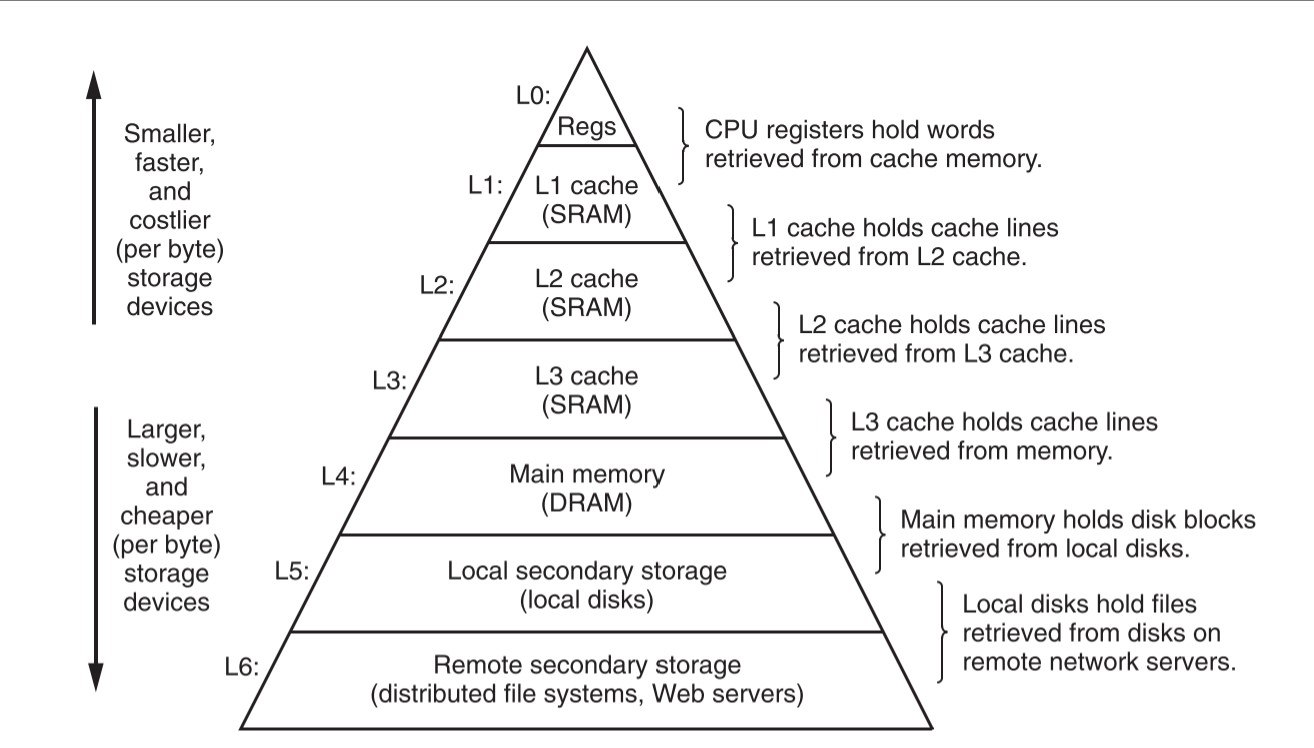 Smaller,
faster,
and
costlier
(per byte)
storage
devices
Larger,
slower,
and
cheaper
(per byte)
storage
devices
L0:
Regs
L1:
L1 cache
(SRAM)
L2:
L2 cache
(SRAM)
L3:
L3 cache
(SRAM)
L4:
Main memory
(DRAM)
L5:
Local secondary storage
(local disks)
L6:
Remote secondary storage
(distributed file systems, Web servers)
CPU registers hold words
retrieved from cache memory.
L1 cache holds cache lines
retrieved from L2 cache.
L2 cache holds cache lines
retrieved from L3 cache.
L3 cache holds cache lines
retrieved from memory.
Main memory holds disk blocks
retrieved from local disks.
Local disks hold files
retrieved from disks on
remote network servers.